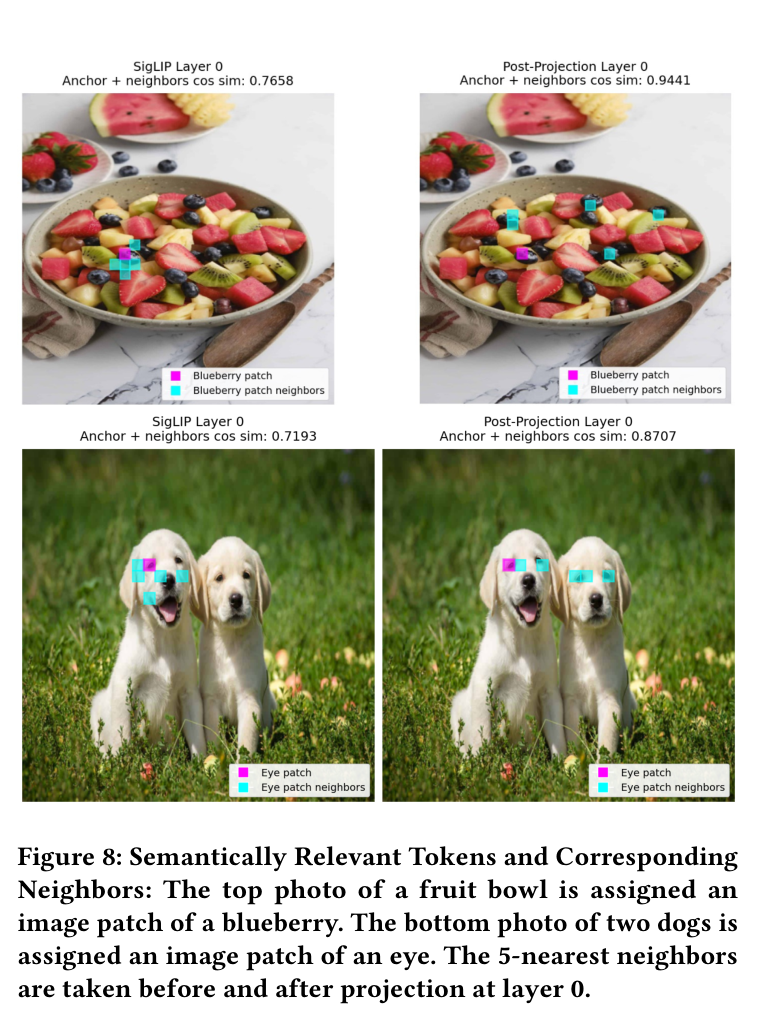 SigLIP Layer 0
Anchor + neighbors cos sim: 0.7658
Post-Projection Layer 0
Anchor + neighbors cos sim: 0.9441
Blueberry patch
Blueberry patch neighbors
Blueberry patch
Blueberry patch neighbors
SigLIP Layer 0
Anchor + neighbors cos sim: 0.7193
Post-Projection Layer 0
Anchor + neighbors cos sim: 0.8707
Eye patch
Eye patch neighbors
Eye patch
Eye patch neighbors
Figure 8: Semantically Relevant Tokens and Corresponding
Neighbors: The top photo of a fruit bowl is assigned an
image patch of a blueberry. The bottom photo of two dogs is
assigned an image patch of an eye. The 5-nearest neighbors
are taken before and after projection at layer 0.